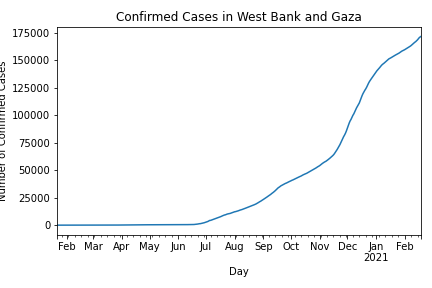 Confirmed Cases in West Bank and Gaza
175000
150000
125000
100000
75000
50000
25000
0
Number of Confirmed Cases
Feb Mar Apr May Jun Jul Aug Sep Oct Nov Dec Jan Feb
2021
Day